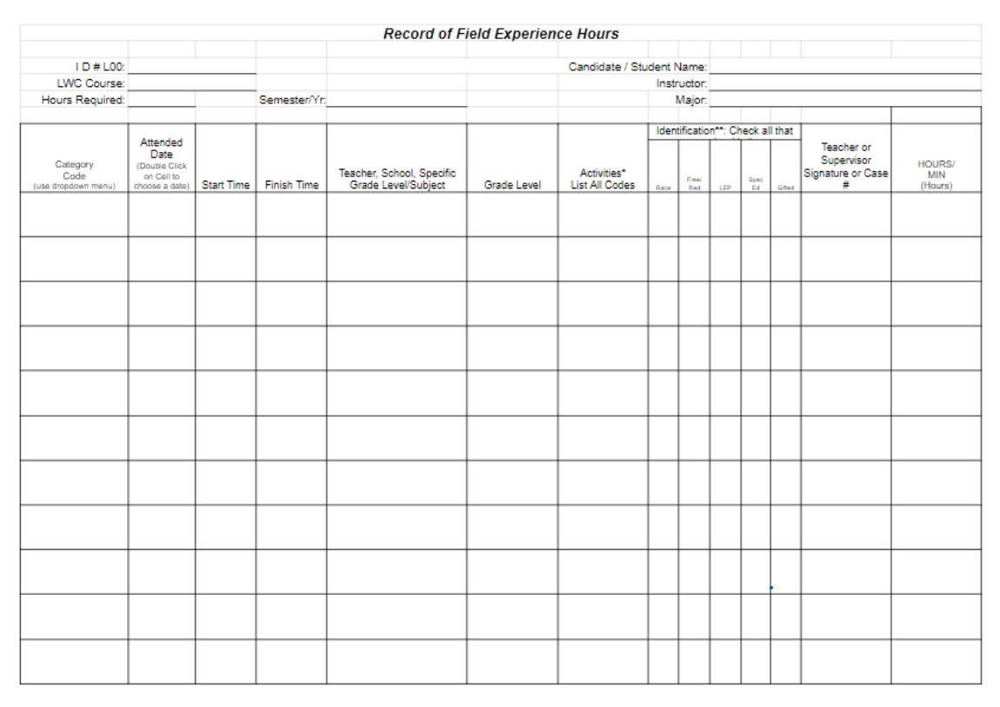 Record of Field Experience Hours
I D # L00:
Candidate / Student Name:
LWC Course:
Instructor:
Hours Required:
Semester/Yr:
Major:
Category
Code
(use dropdown menu)
Attended
Date
(Double Click
on Cell to
choose a date)
Start Time
Finish Time
Teacher, School, Specific
Grade Level/Subject
Grade Level
Activities*
List All Codes
Identification**: Check all that
Race
Free/
Red
LEP
Spec
Ed
Gifted
Teacher or
Supervisor
Signature or Case
#
HOURS/
MIN
(Hours)